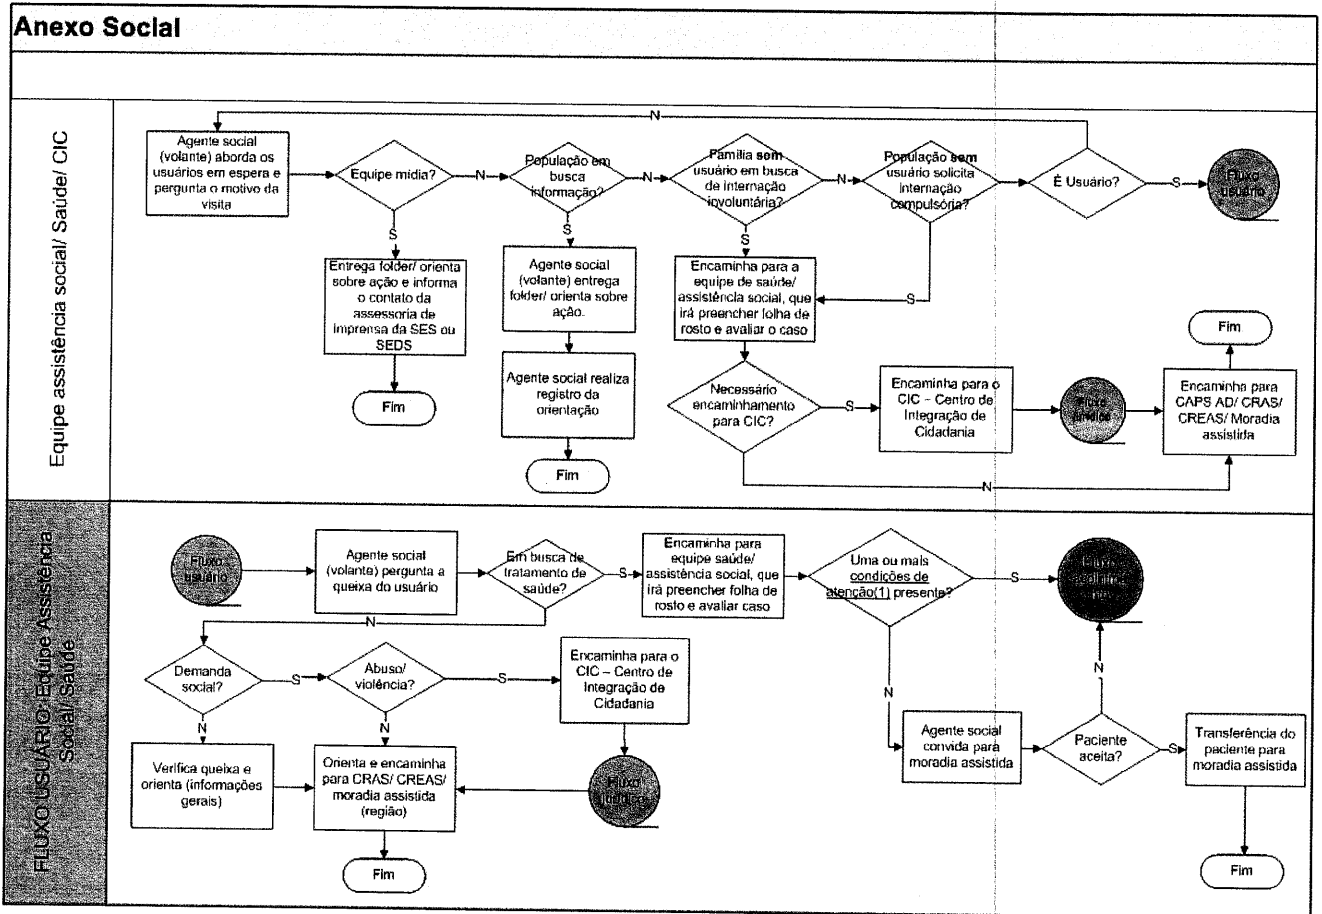 Anexo Social
Equipe assistência social/ Saúde/ CIC
Agente social
(volante) aborda os
usuários em espera e
pergunta o motivo da
visita
Equipe mídia?
N
População em
busca
informação?
N
Família sem
usuário em busca
de internação
involuntária?
N
População sem
usuário solicita
internação
compulsória?
É Usuário?
N
S
Fluxo
usuário
S
Entrega folder/ orienta
sobre ação e informa
o contato da
assessoria de
imprensa da SES ou
SEDS
Fim
S
Agente social
(volante) entrega
folder/ orienta sobre
ação.
Agente social realiza
registro da
orientação
Fim
S
Encaminha para a
equipe de saúde/
assistência social, que
irá preencher folha de
rosto e avaliar o caso
S
Necessário
encaminhamento
para CIC?
S
Encaminha para o
CIC – Centro de
Integração de
Cidadania
Fluxo
jurídico
Encaminha para
CAPS AD/ CRAS/
CREAS/ Moradia
assistida
Fim
N
FLUXO USUÁRIO: Equipe Assistência
Social/ Saúde
Fluxo
usuário
Agente social
(volante) pergunta a
queixa do usuário
Em busca de
tratamento de
saúde?
S
Encaminha para
equipe saúde/
assistência social, que
irá preencher folha de
rosto e avaliar caso
Uma ou mais
condições de
atenção(1) presente?
S
Fluxo
N
Demanda
social?
S
Abuso/
violência?
S
Encaminha para o
CIC – Centro de
Integração de
Cidadania
N
Verifica queixa e
orienta (informações
gerais)
N
Orienta e encaminha
para CRAS/ CREAS/
moradia assistida
(região)
Fluxo
jurídico
Fim
N
Agente social
convida para
moradia assistida
Paciente
aceita?
N
S
Transferência do
paciente para
moradia assistida
Fim